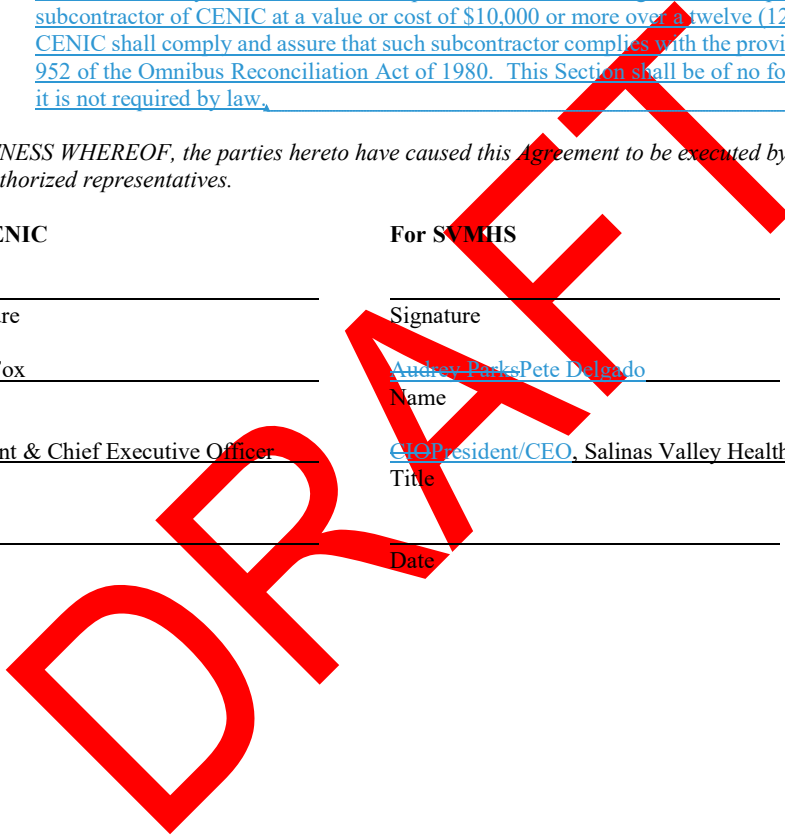 subcontractor of CENIC at a value or cost of $10,000 or more over a twelve (12
CENIC shall comply and assure that such subcontractor complies with the provi
952 of the Omnibus Reconciliation Act of 1980. This Section shall be of no fo
it is not required by law.
NESS WHEREOF, the parties hereto have caused this Agreement to be executed by
thorized representatives.
ENIC For SVMHS
re Signature
ox Audrey ParksPete Delgado
Name
nt & Chief Executive Officer CIOPresident/CEO, Salinas Valley Health
Title
Date
DRAFT